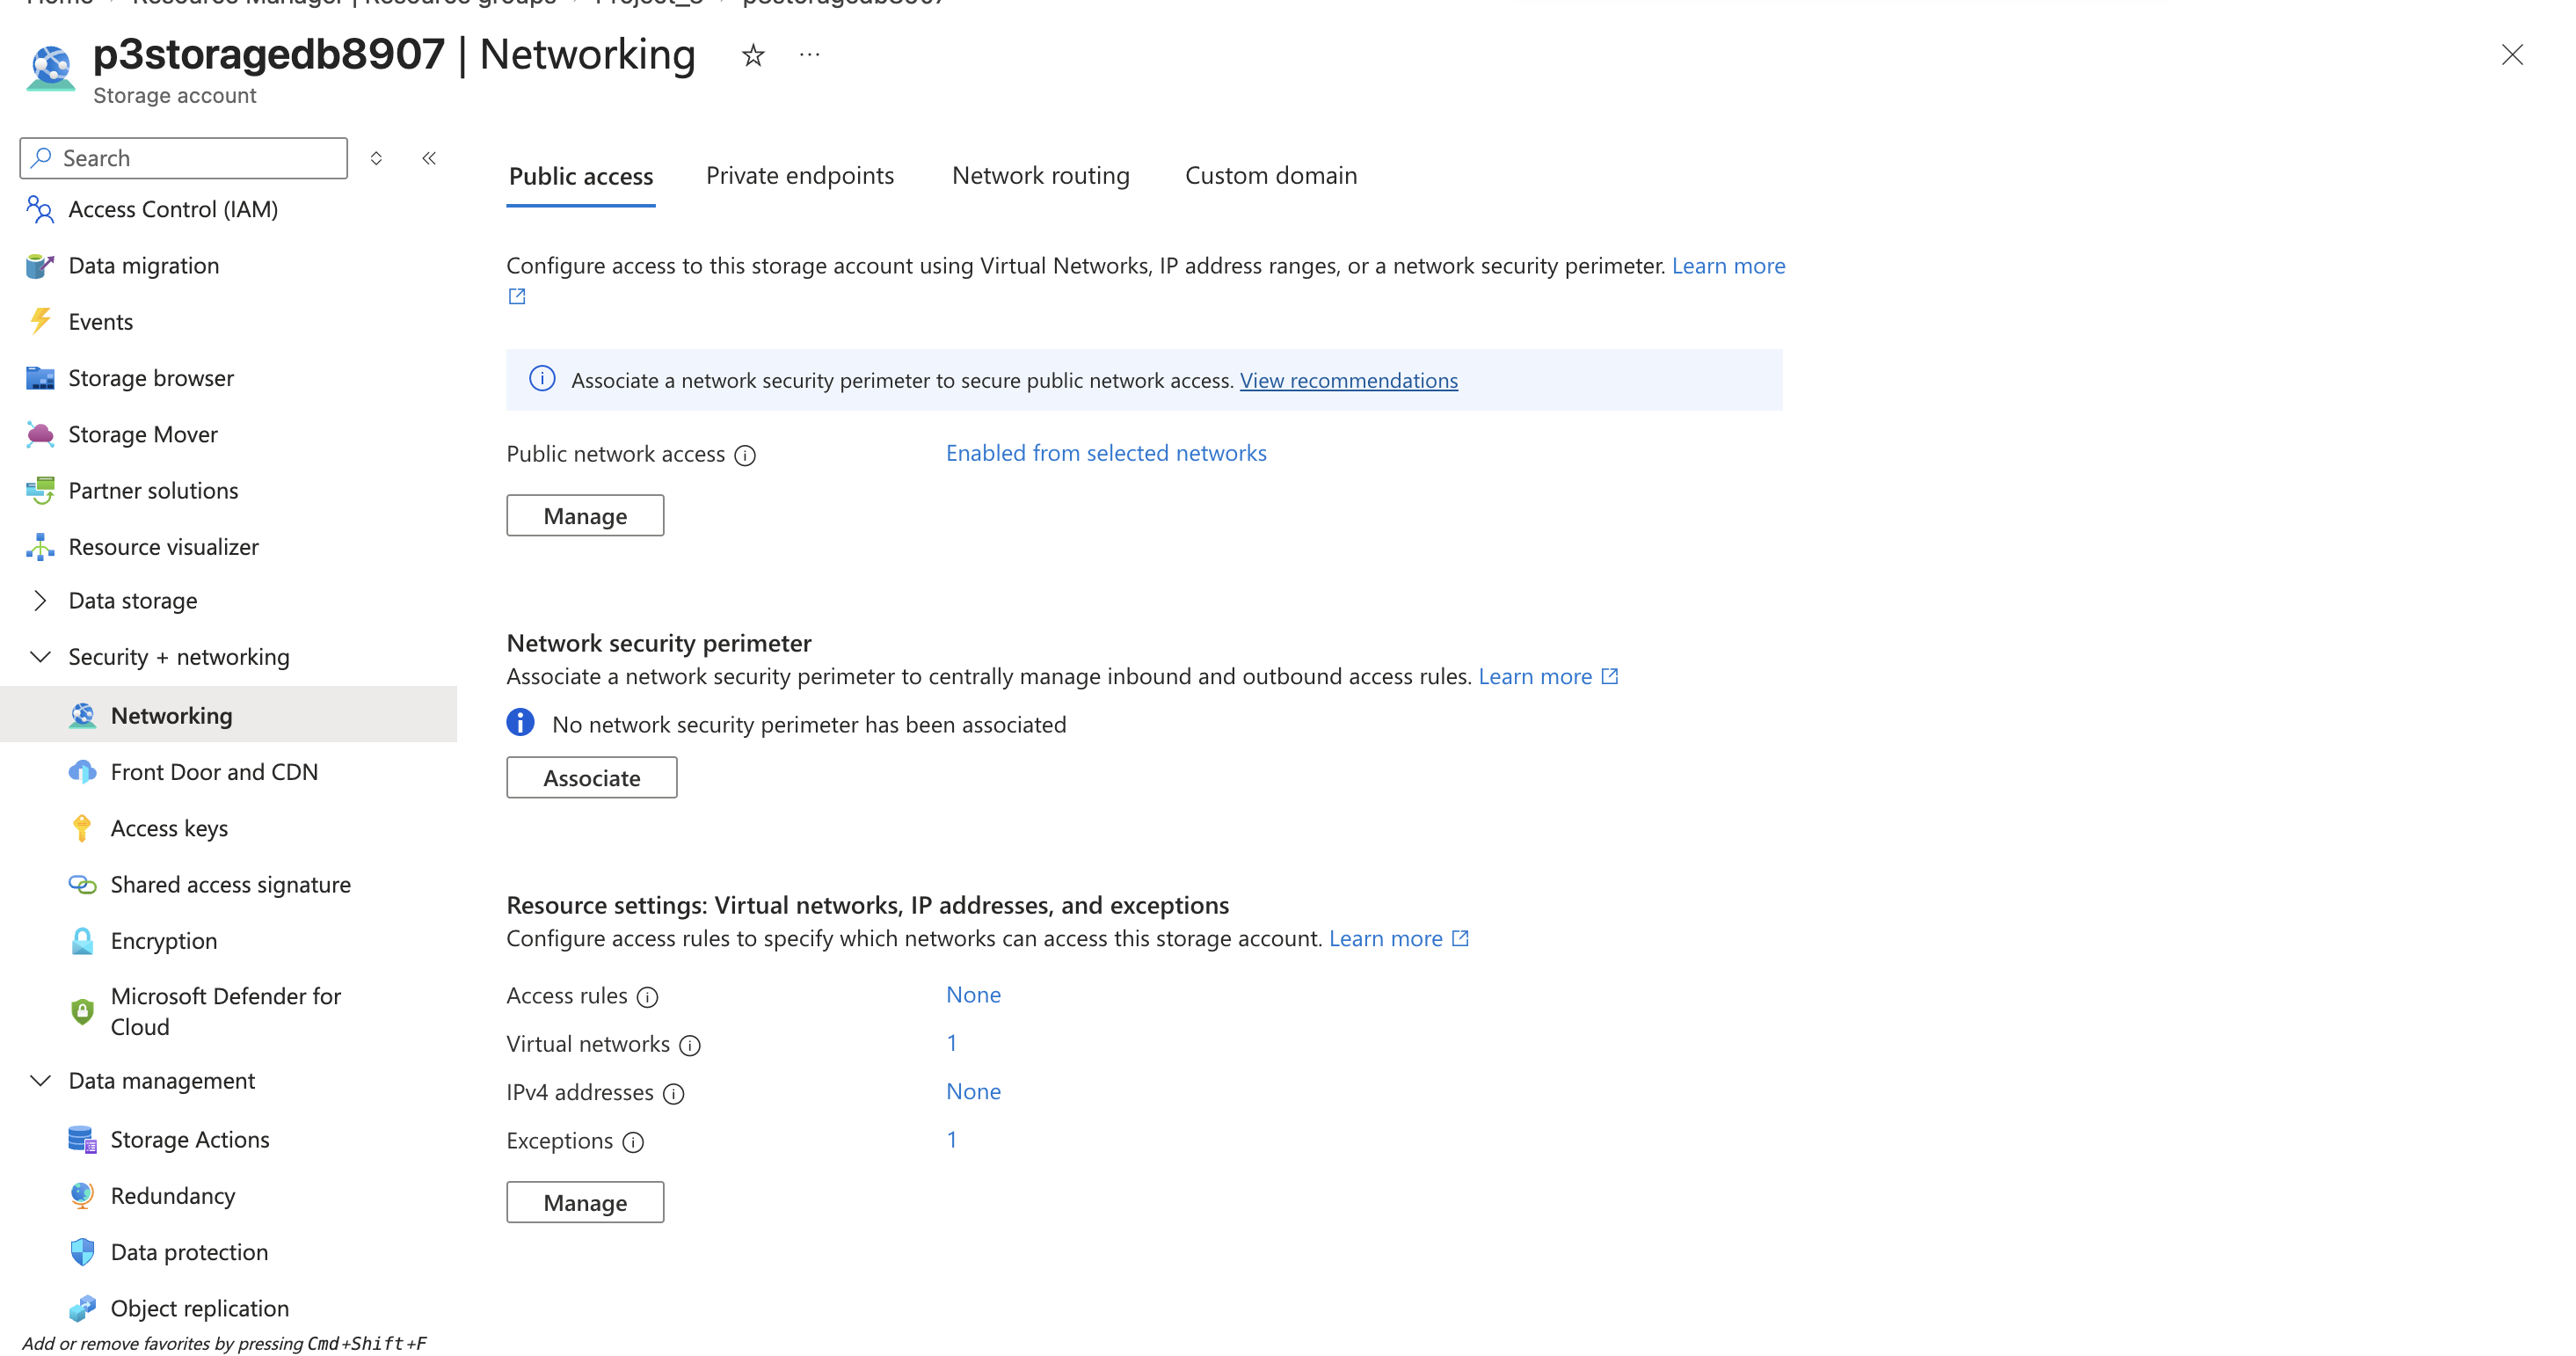 Home > Resource Manager | Resource groups > Project_3 > p3storagedb8907
p3storagedb8907 | Networking
Storage account
Search
Access Control (IAM)
Data migration
Events
Storage browser
Storage Mover
Partner solutions
Resource visualizer
Data storage
Security + networking
Networking
Front Door and CDN
Access keys
Shared access signature
Encryption
Microsoft Defender for
Cloud
Data management
Storage Actions
Redundancy
Data protection
Object replication
Add or remove favorites by pressing Cmd+Shift+F
Public access
Private endpoints
Network routing
Custom domain
Configure access to this storage account using Virtual Networks, IP address ranges, or a network security perimeter. Learn more
Associate a network security perimeter to secure public network access. View recommendations
Public network access
Enabled from selected networks
Manage
Network security perimeter
Associate a network security perimeter to centrally manage inbound and outbound access rules. Learn more
No network security perimeter has been associated
Associate
Resource settings: Virtual networks, IP addresses, and exceptions
Configure access rules to specify which networks can access this storage account. Learn more
Access rules
None
Virtual networks
1
IPv4 addresses
None
Exceptions
1
Manage